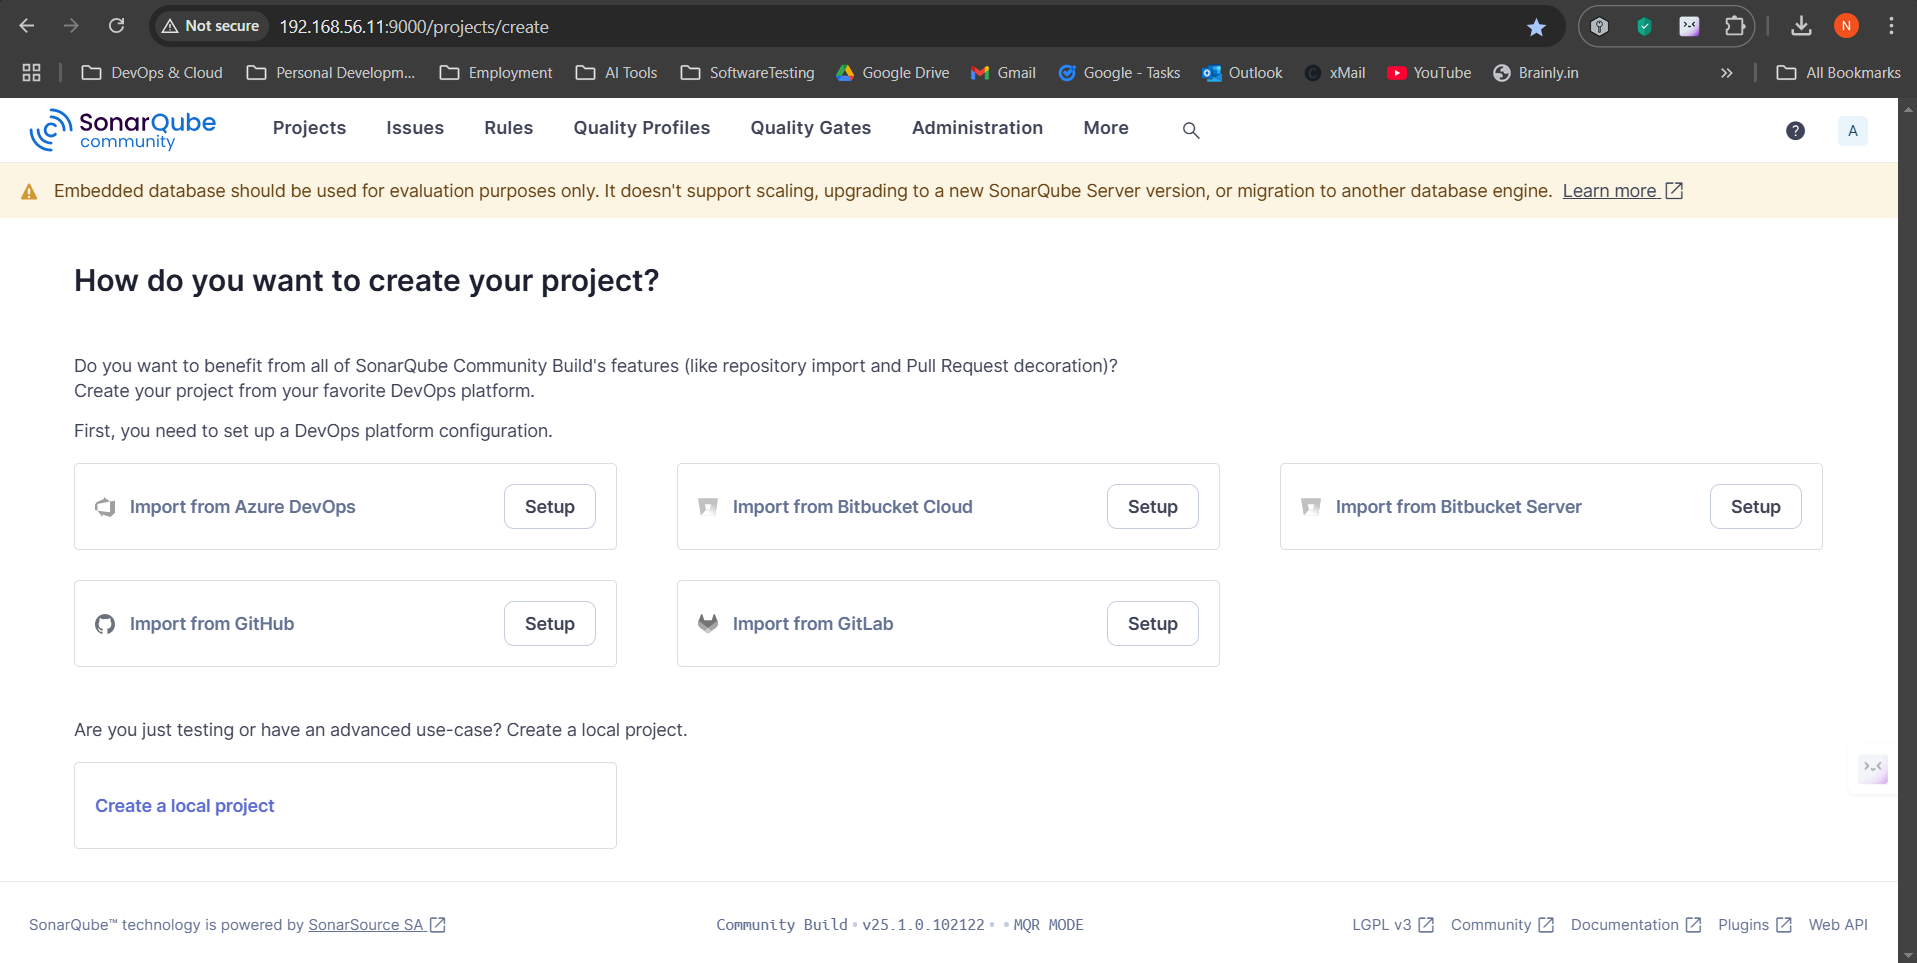 Not secure 192.168.56.11:9000/projects/create N
DevOps & Cloud Personal Developm... Employment AI Tools SoftwareTesting Google Drive Gmail Google - Tasks Outlook xMail YouTube Brainly.in » All Bookmarks
SonarQube community Projects Issues Rules Quality Profiles Quality Gates Administration More ? A
Embedded database should be used for evaluation purposes only. It doesn't support scaling, upgrading to a new SonarQube Server version, or migration to another database engine. Learn more
How do you want to create your project?
Do you want to benefit from all of SonarQube Community Build's features (like repository import and Pull Request decoration)?
Create your project from your favorite DevOps platform.
First, you need to set up a DevOps platform configuration.
Import from Azure DevOps Setup Import from Bitbucket Cloud Setup Import from Bitbucket Server Setup
Import from GitHub Setup Import from GitLab Setup
Are you just testing or have an advanced use-case? Create a local project.
Create a local project
SonarQube™ technology is powered by SonarSource SA Community Build • v25.1.0.102122 • • MQR MODE LGPL v3 Community Documentation Plugins Web API